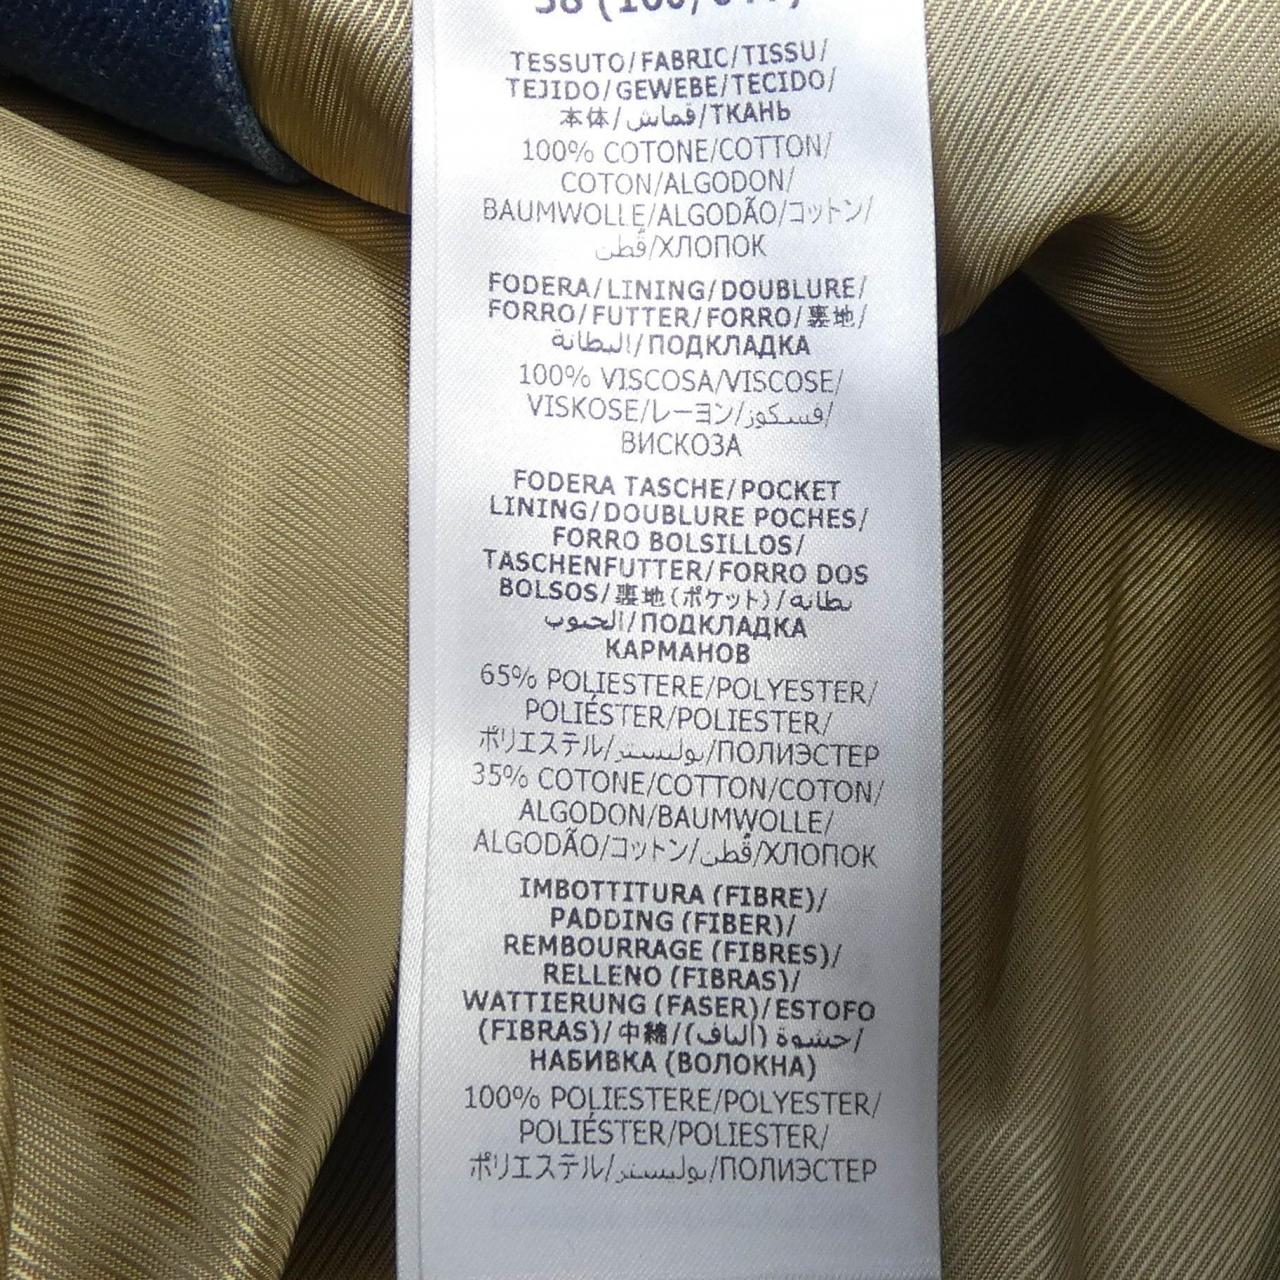 TESSUTO/FABRIC/TISSU/
TEJIDO/GEWEBE/TECIDO/
本体/قماش/ТКАНЬ
100% COTONE/COTTON/
COTON/ALGODON/
BAUMWOLLE/ALGODÃO/コットン/
قُطن/ХЛОПОК
FODERA/LINING/DOUBLURE/
FORRO/FUTTER/FORRO/裏地/
البطانة/ПОДКЛАДКА
100% VISCOSA/VISCOSE/
VISKOSE/レーヨン/فسكوز/
ВИСКОЗА
FODERA TASCHE/POCKET
LINING/DOUBLURE POCHES/
FORRO BOLSILLOS/
TASCHENFUTTER/FORRO DOS
BOLSOS/裏地(ポケット)/بطانة
الجيوب/ПОДКЛАДКА
КАРМАНОВ
65% POLIESTERE/POLYESTER/
POLIÉSTER/POLIESTER/
ポリエステル/بوليستر/ПОЛИЭСТЕР
35% COTONE/COTTON/COTON/
ALGODON/BAUMWOLLE/
ALGODÃO/コットン/قُطن/ХЛОПОК
IMBOTTITURA (FIBRE)/
PADDING (FIBER)/
REMBOURRAGE (FIBRES)/
RELLENO (FIBRAS)/
WATTIERUNG (FASER)/ESTOFO
(FIBRAS)/中綿/حشوة (ألياف)/
НАБИВКА (ВОЛОКНА)
100% POLIESTERE/POLYESTER/
POLIÉSTER/POLIESTER/
ポリエステル/بوليستر/ПОЛИЭСТЕР